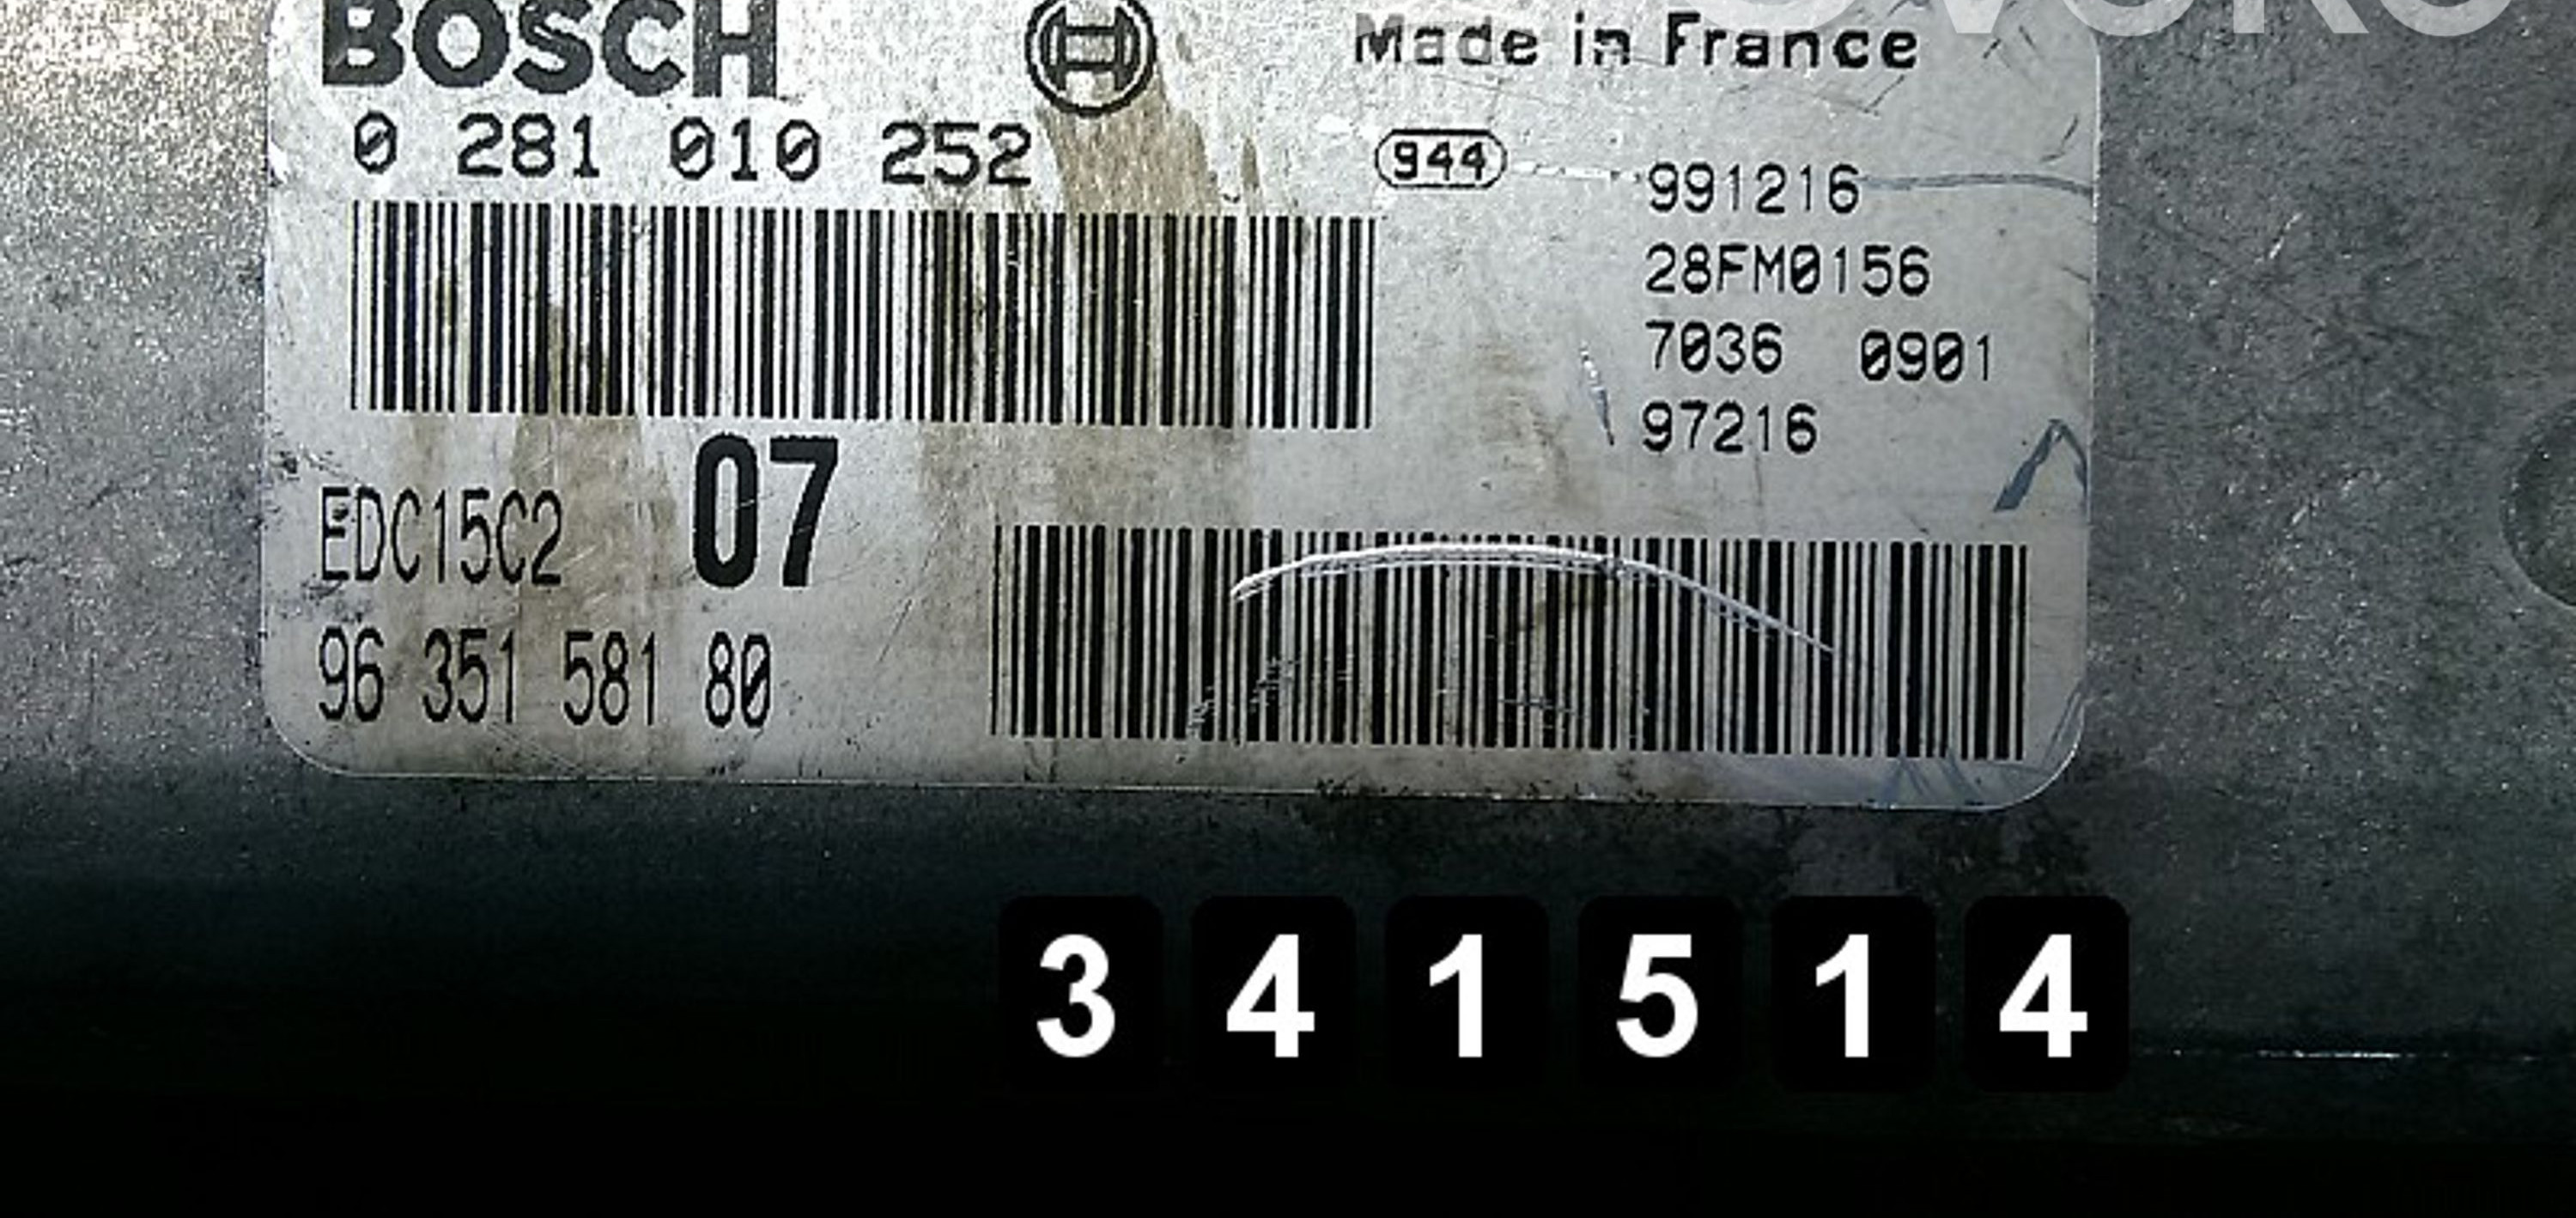 BOSCH
Made in France
0 281 010 252
944
991216
28FM0156
7036 0901
97216
EDC15C2 07
96 351 581 80
3 4 1 5 1 4